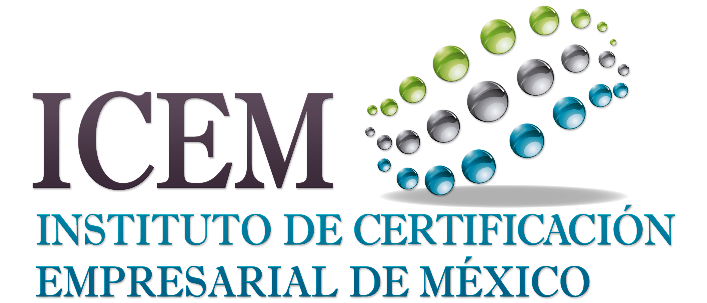 ICEM
INSTITUTO DE CERTIFICACIÓN
EMPRESARIAL DE MÉXICO